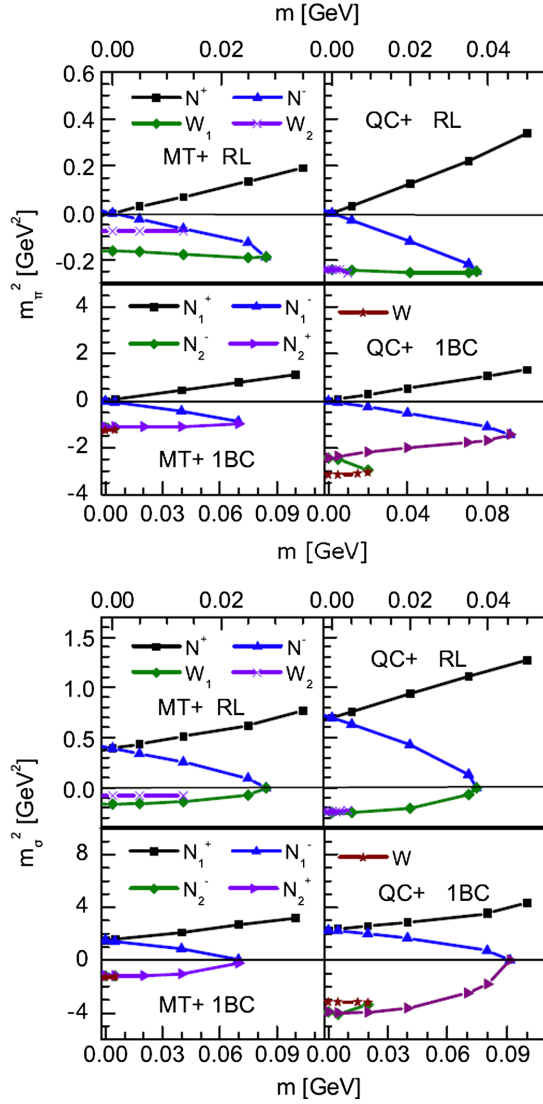 m [GeV]
0.00 0.02 0.00 0.02 0.04
0.6
0.4
0.2
0.0
-0.2
N⁺ N⁻
W₁ W₂
MT+ RL
QC+ RL
m_π² [GeV²]
4
2
0
-2
-4
N₁⁺ N₁⁻
N₂⁻ N₂⁺
W
QC+ 1BC
MT+ 1BC
0.00 0.03 0.06 0.09 0.00 0.04 0.08
m [GeV]
0.00 0.02 0.00 0.02 0.04
1.5
1.0
0.5
0.0
N⁺ N⁻
W₁ W₂
MT+ RL
QC+ RL
m_σ² [GeV²]
8
4
0
-4
N₁⁺ N₁⁻
N₂⁻ N₂⁺
W
QC+ 1BC
MT+ 1BC
0.00 0.03 0.06 0.09 0.00 0.03 0.06 0.09
m [GeV]